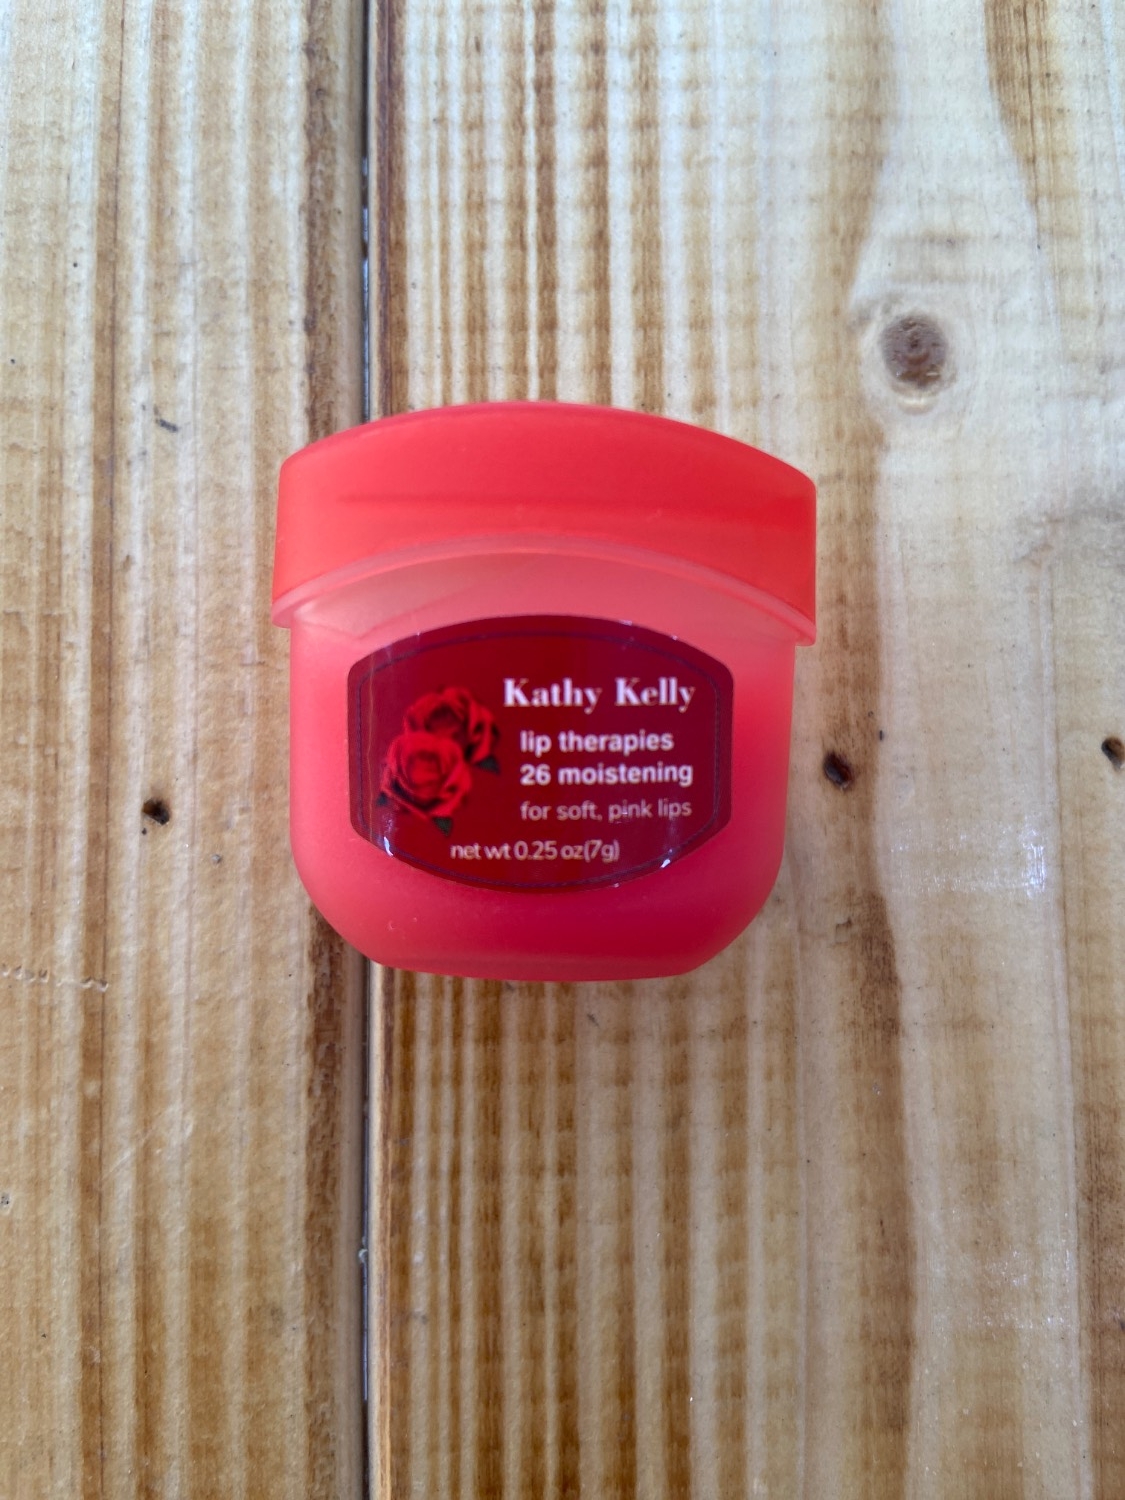 Kathy Kelly
lip therapies
26 moistening
for soft, pink lips
net wt 0.25 oz(7g)